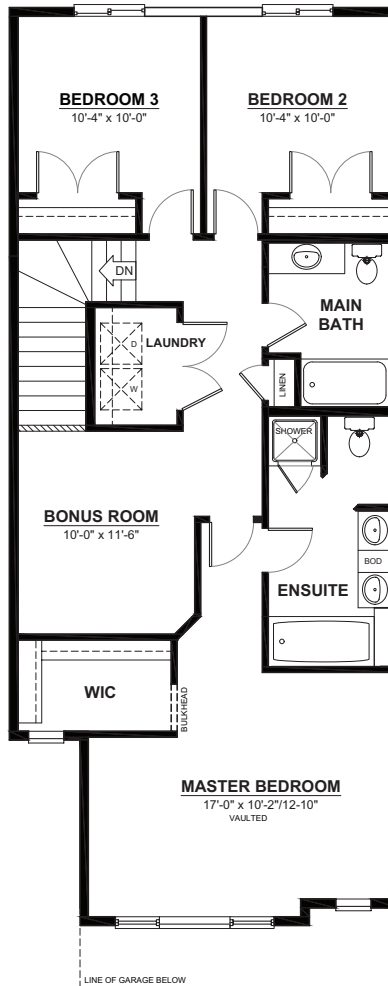 BEDROOM 3
10'-4" x 10'-0"
BEDROOM 2
10'-4" x 10'-0"
DN
MAIN
BATH
D
LAUNDRY
W
LINEN
SHOWER
BONUS ROOM
10'-0" x 11'-6"
BOD
ENSUITE
WIC
BULKHEAD
MASTER BEDROOM
17'-0" x 10'-2"/12-10"
VAULTED
LINE OF GARAGE BELOW